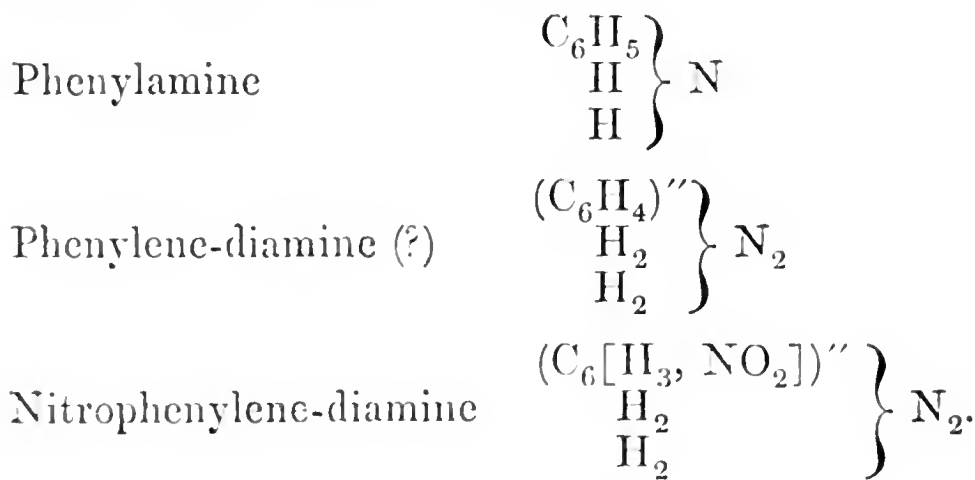 Phenylamine C₆H₅ H H } N
Phenylene-diamine (?) (C₆H₄)″ H₂ H₂ } N₂
Nitrophenylene-diamine (C₆[H₃, NO₂])″ H₂ H₂ } N₂.